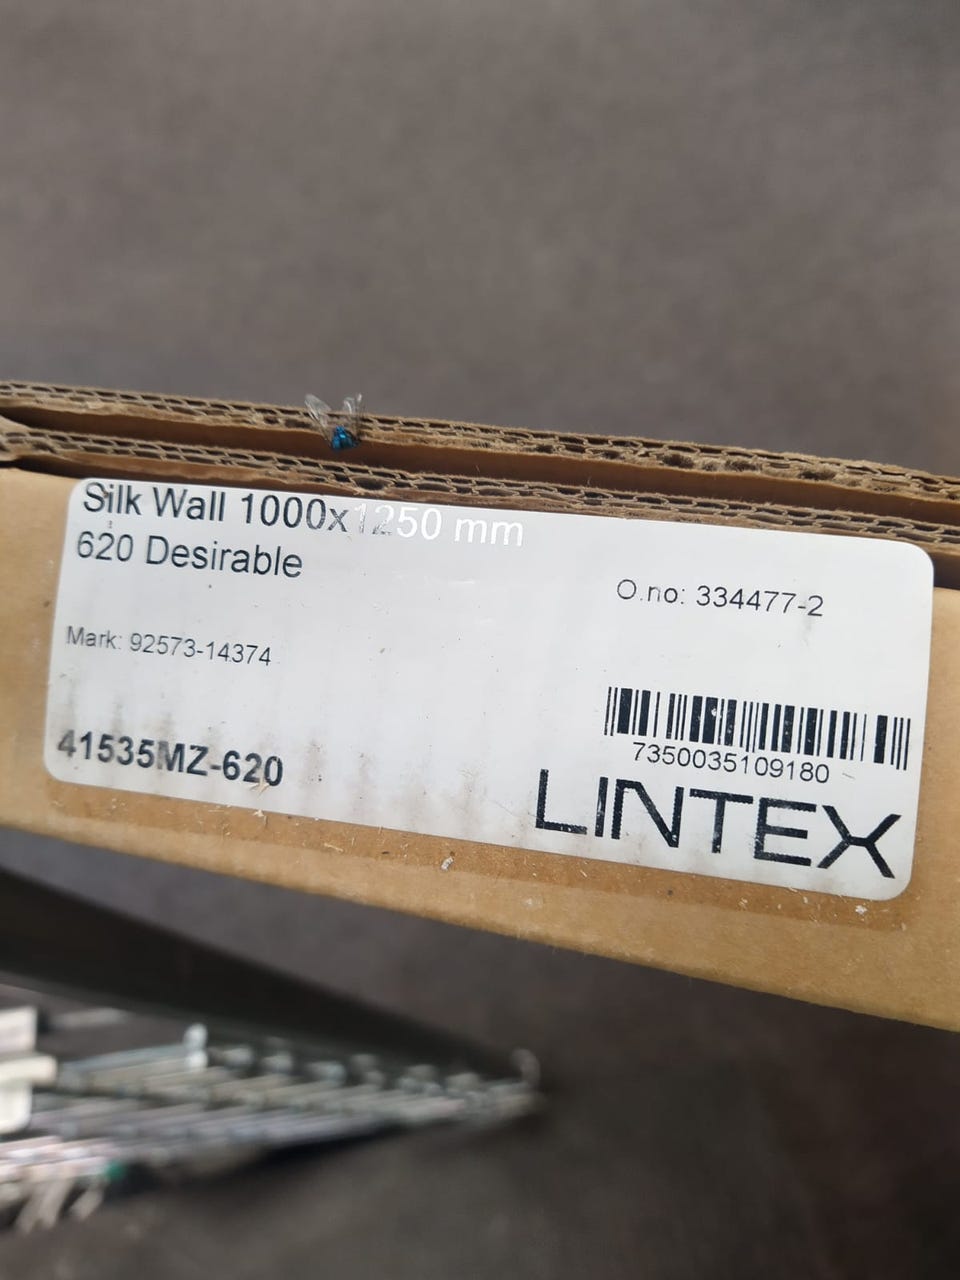 Silk Wall 1000x1250 mm
620 Desirable
O.no: 334477-2
Mark: 92573-14374
7350035109180
41535MZ-620
LINTEX